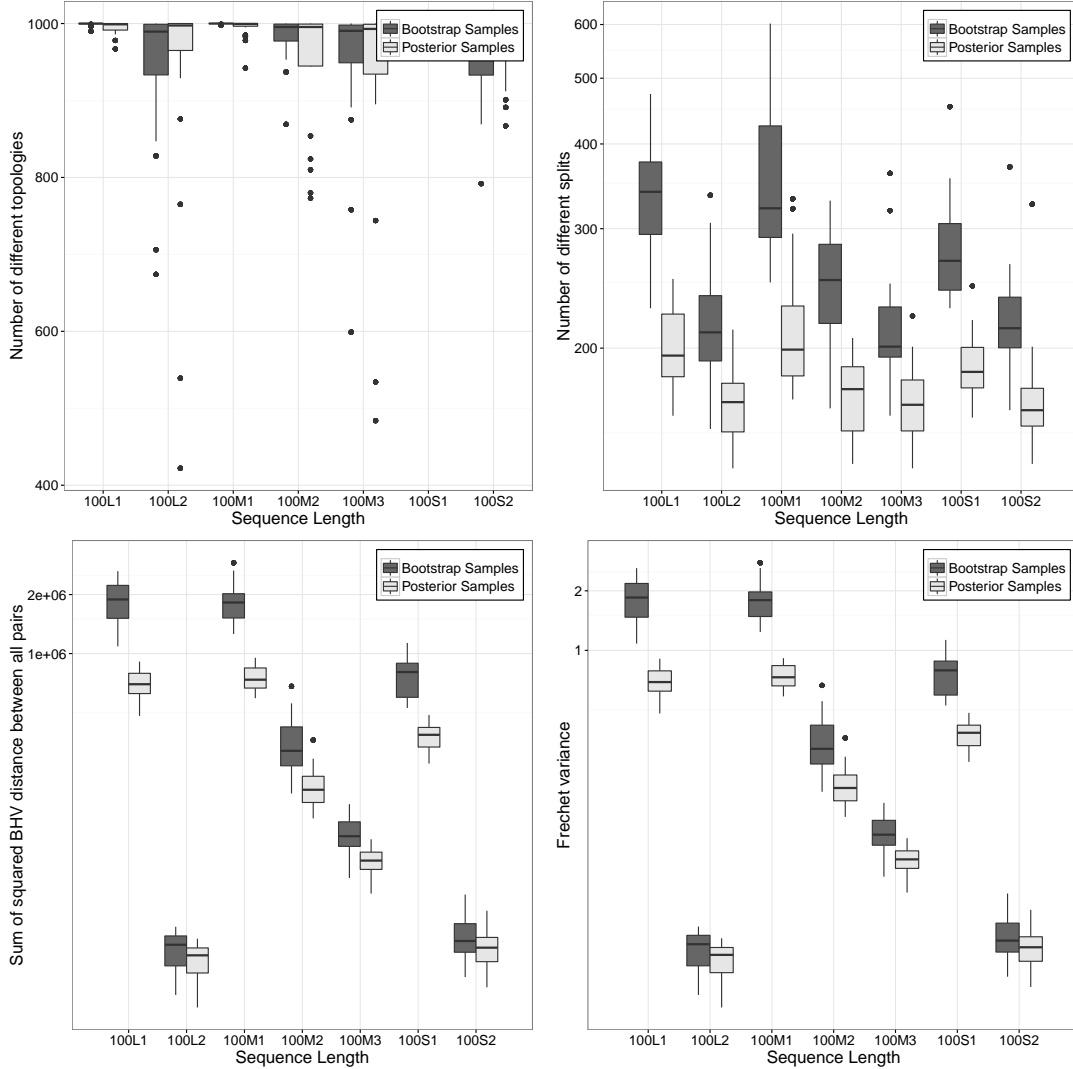 Number of different topologies
1000
800
600
400
Bootstrap Samples
Posterior Samples
100L1 100L2 100M1 100M2 100M3 100S1 100S2
Sequence Length
Number of different splits
600
500
400
300
200
Bootstrap Samples
Posterior Samples
100L1 100L2 100M1 100M2 100M3 100S1 100S2
Sequence Length
Sum of squared BHV distance between all pairs
2e+06
1e+06
Bootstrap Samples
Posterior Samples
100L1 100L2 100M1 100M2 100M3 100S1 100S2
Sequence Length
Frechet variance
2
1
Bootstrap Samples
Posterior Samples
100L1 100L2 100M1 100M2 100M3 100S1 100S2
Sequence Length